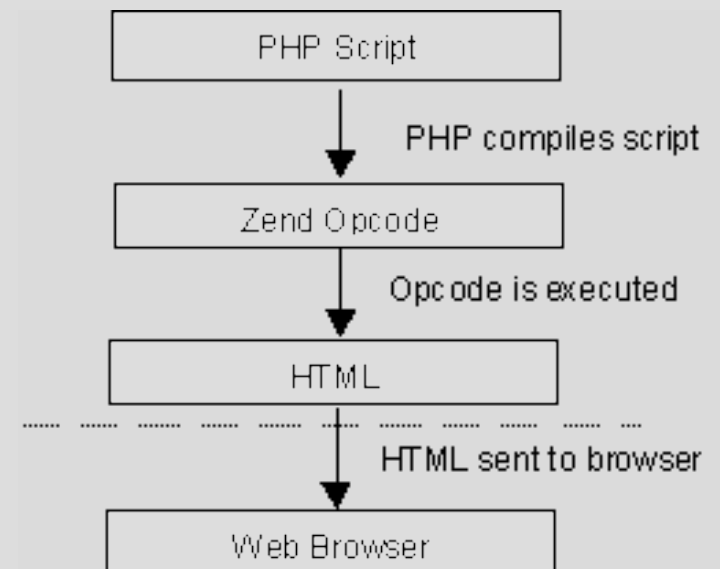 PHP Script
PHP compiles script
Zend Opcode
Opcode is executed
HTML
HTML sent to browser
Web Browser